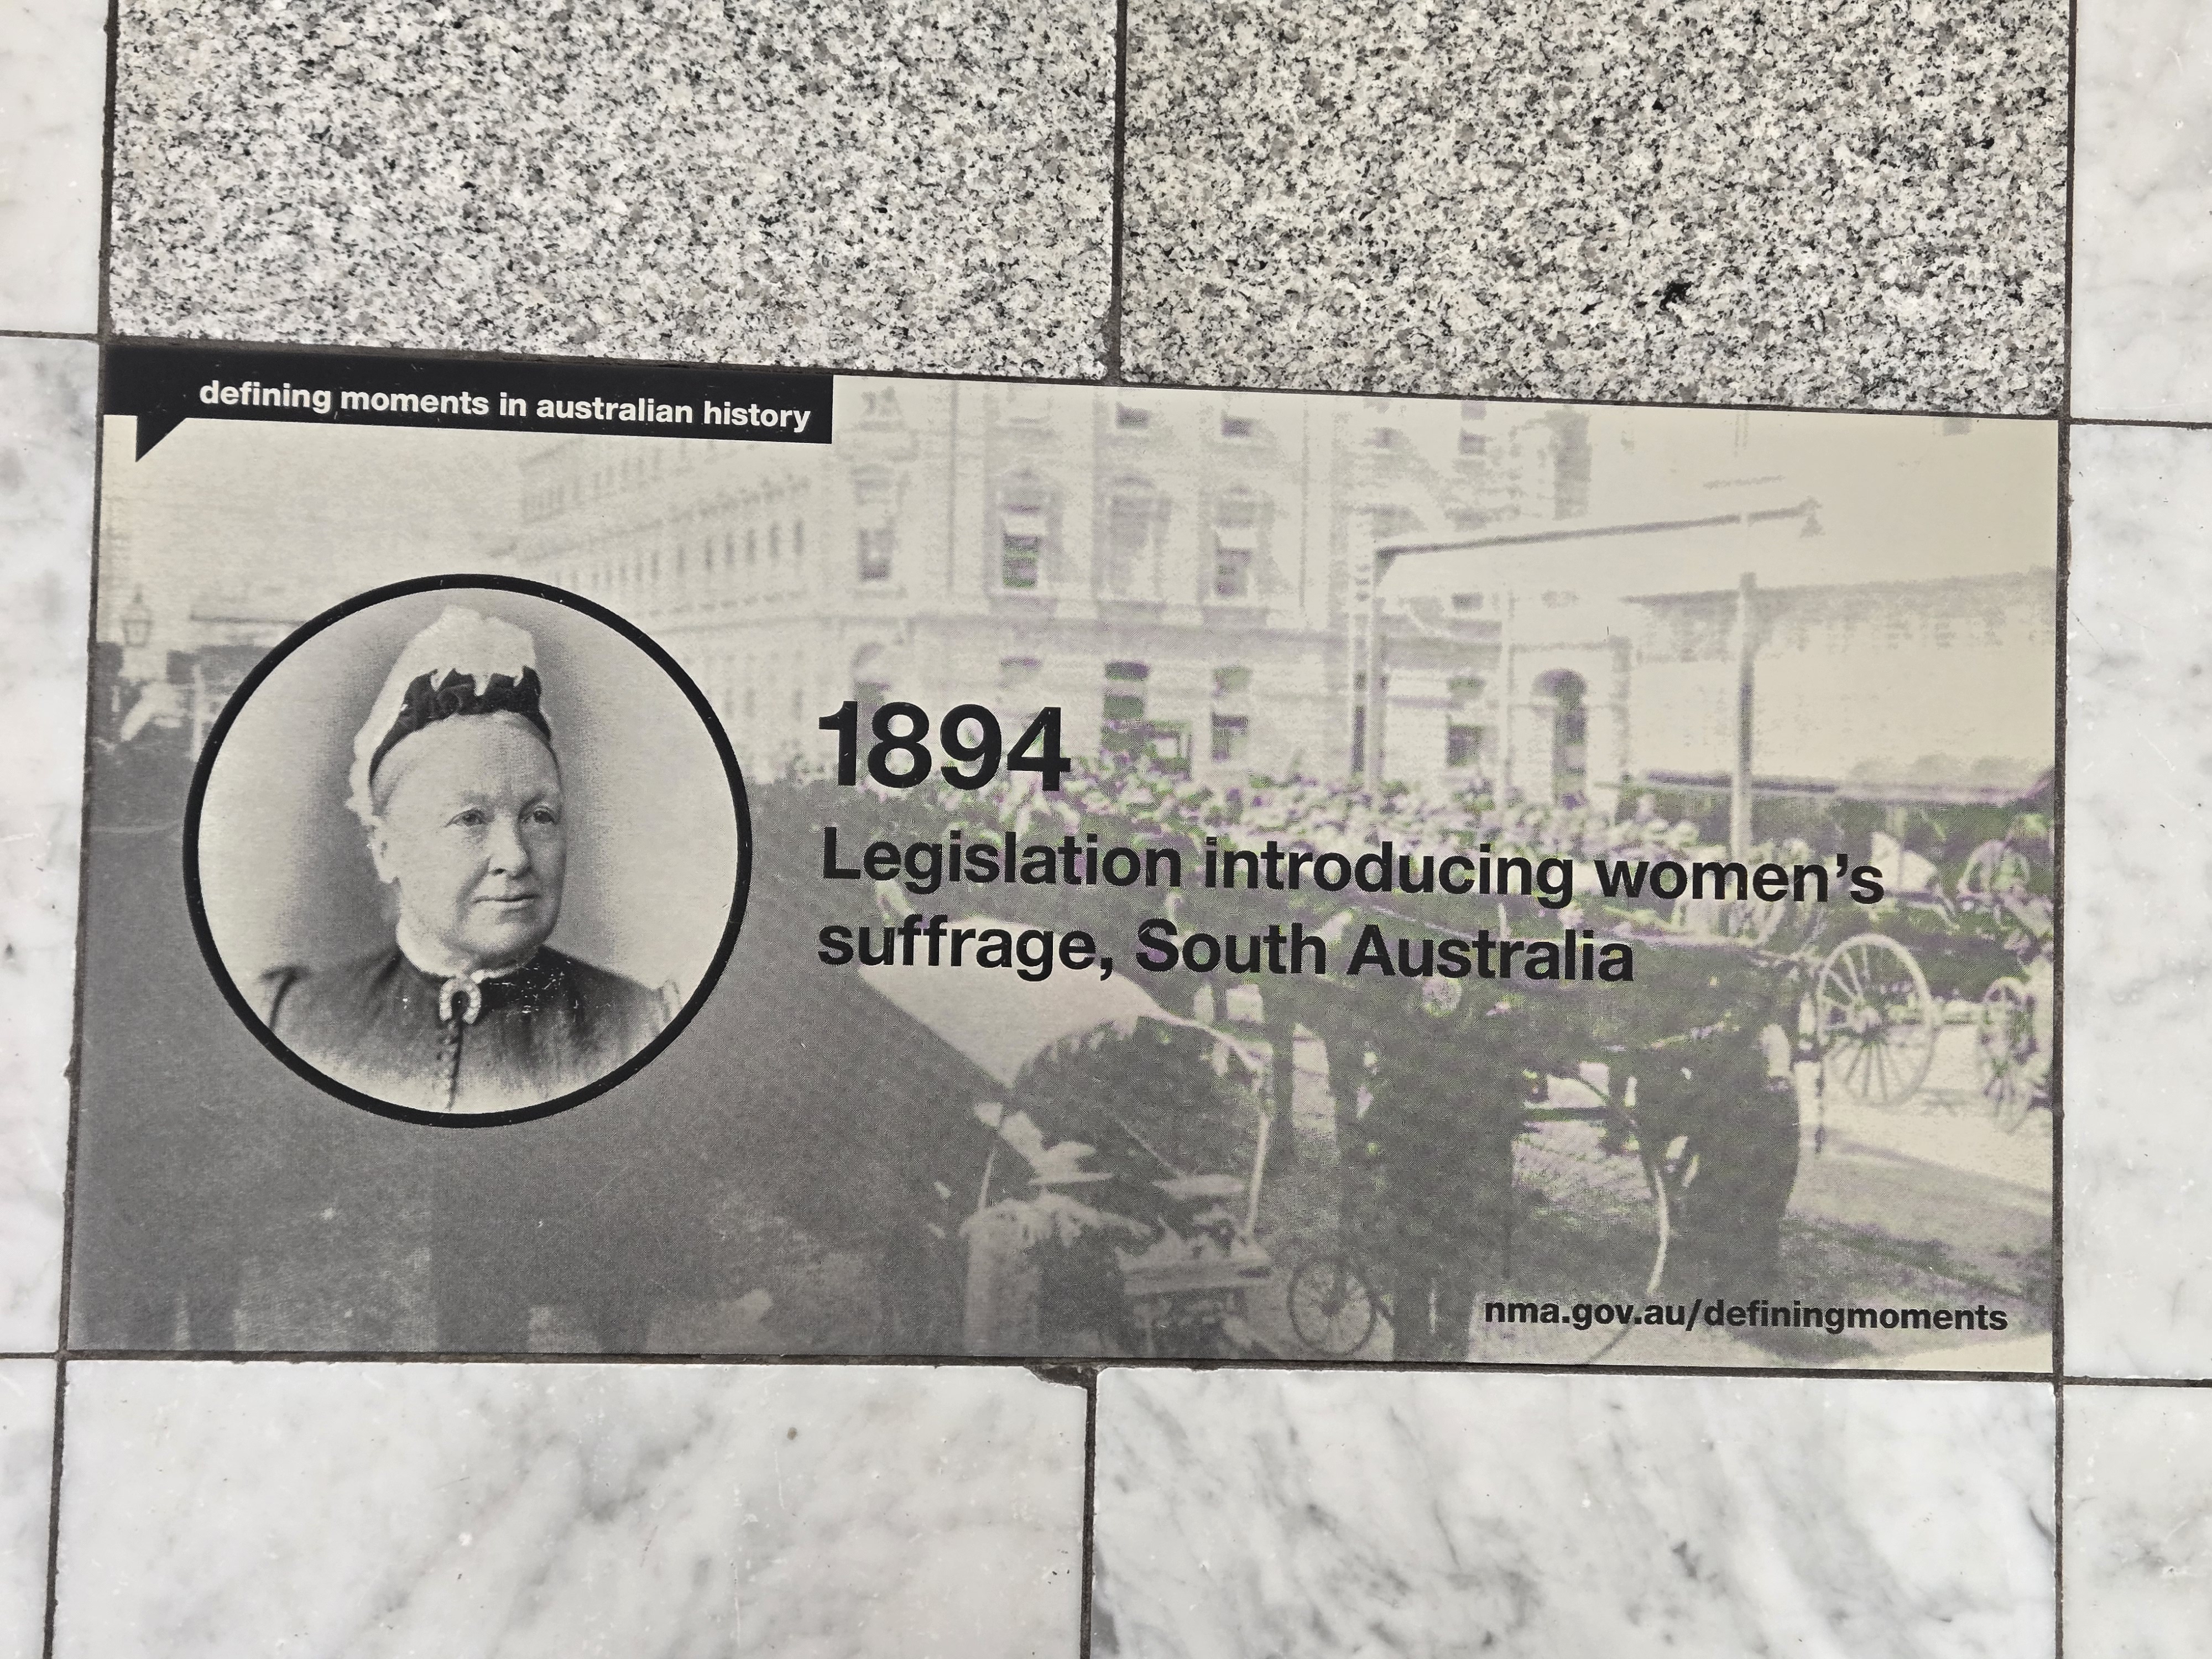 defining moments in australian history
1894
Legislation introducing women’s
suffrage, South Australia
nma.gov.au/definingmoments